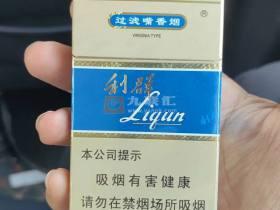 过滤嘴香烟
VIRGINIA TYPE
利群
九藏汇
Liqun
本公司提示
吸烟有害健康
请勿在禁烟场所吸烟